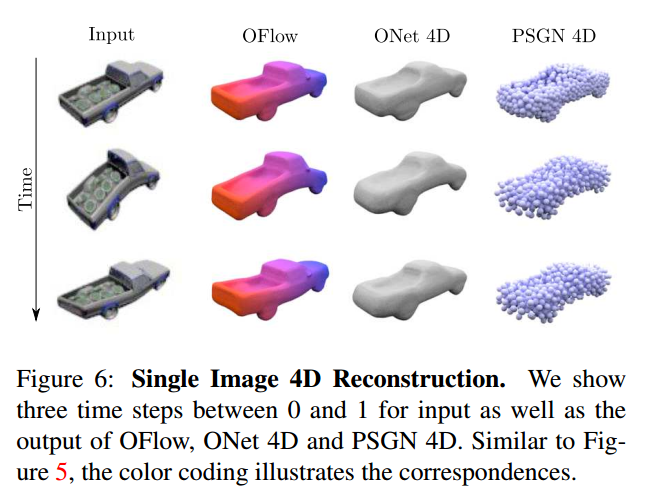 Input OFlow ONet 4D PSGN 4D
Time
Figure 6: Single Image 4D Reconstruction. We show
three time steps between 0 and 1 for input as well as the
output of OFlow, ONet 4D and PSGN 4D. Similar to Fig-
ure 5, the color coding illustrates the correspondences.